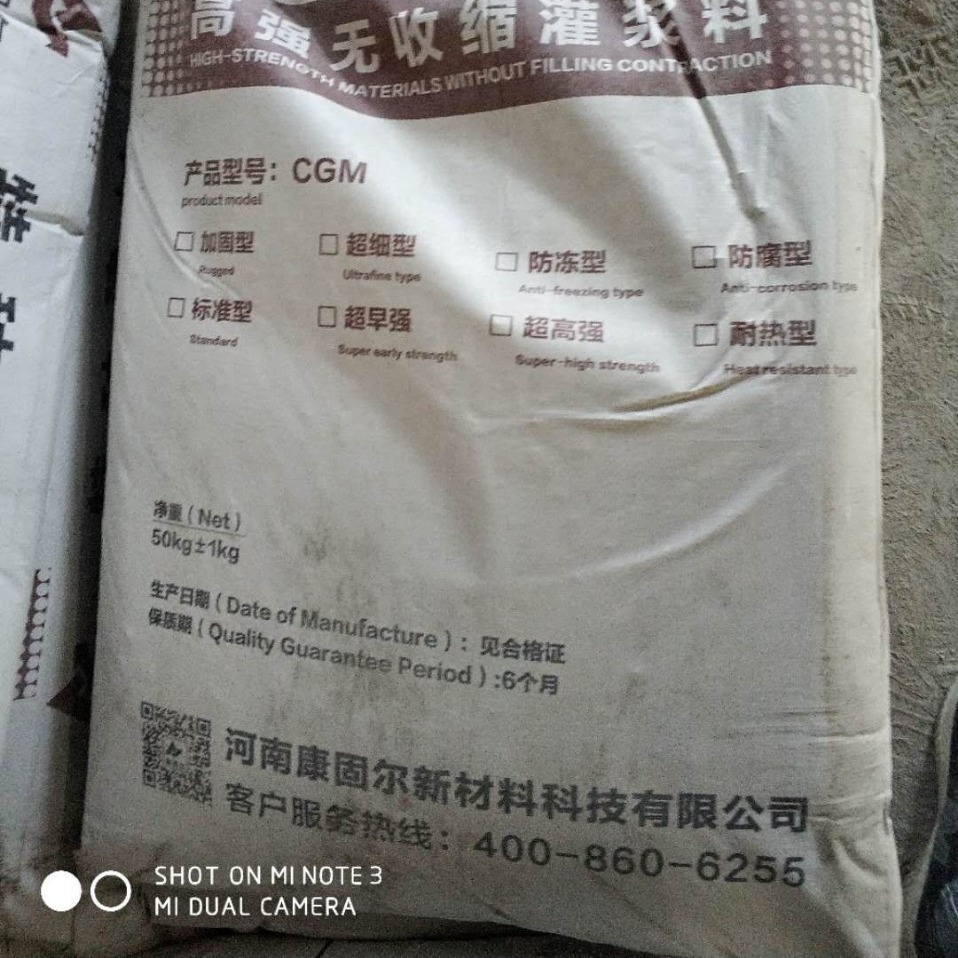 高强无收缩灌浆料
HIGH-STRENGTH MATERIALS WITHOUT FILLING CONTRACTION
产品型号：CGM
product model
□ 加固型 □ 超细型 □ 防冻型 □ 防腐型
Rugged Ultrafine type Anti-freezing type Anti-corrosion type
□ 标准型 □ 超早强 □ 超高强 □ 耐热型
Standard Super early strength Super-high strength Heat resistant type
净重（Net）
50kg±1kg
生产日期（Date of Manufacture）：见合格证
保质期（Quality Guarantee Period）:6个月
河南康固尔新材料科技有限公司
客户服务热线：400-860-6255
SHOT ON MI NOTE 3
MI DUAL CAMERA